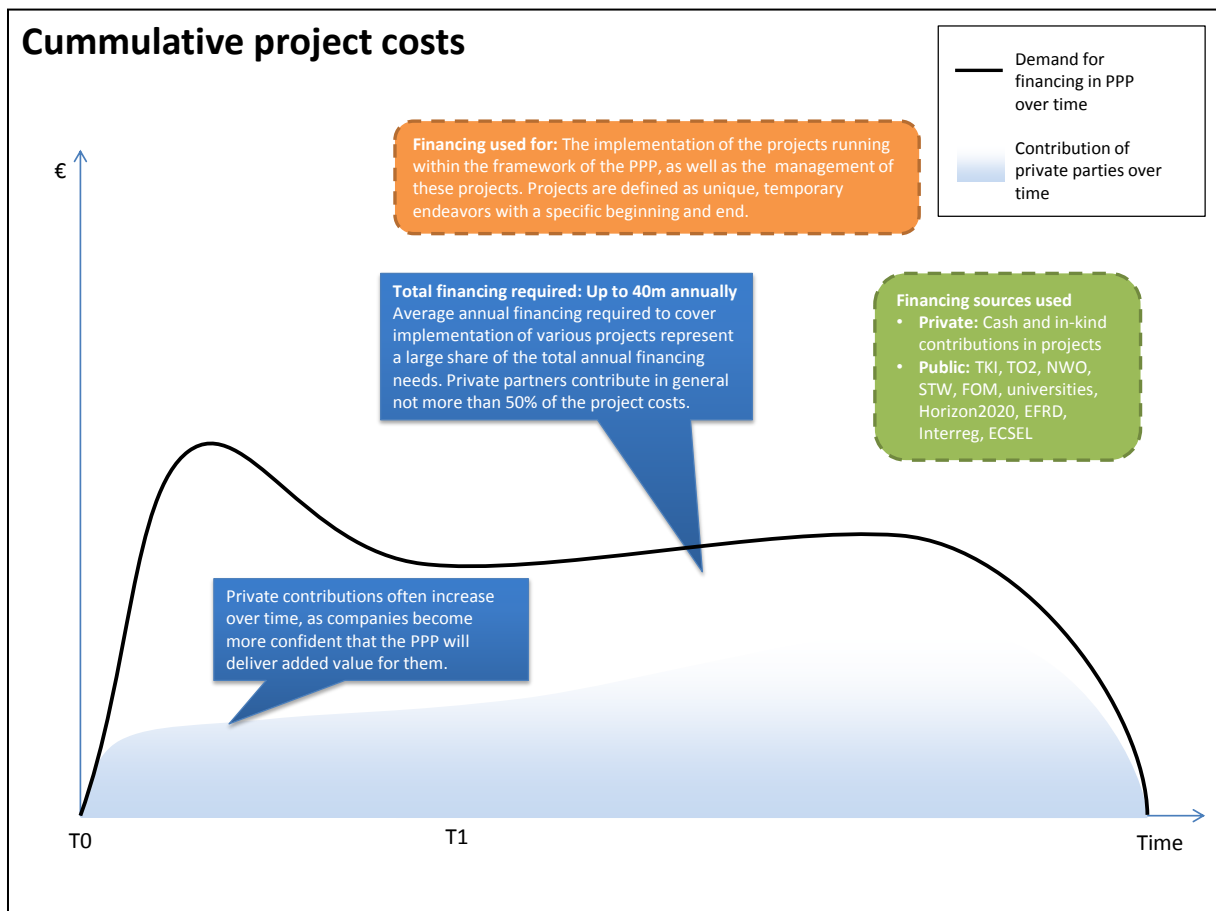 Cummulative project costs
Demand for
financing in PPP
over time
Contribution of
private parties over
time
€
Financing used for: The implementation of the projects running
within the framework of the PPP, as well as the management of
these projects. Projects are defined as unique, temporary
endeavors with a specific beginning and end.
Total financing required: Up to 40m annually
Average annual financing required to cover
implementation of various projects represent
a large share of the total annual financing
needs. Private partners contribute in general
not more than 50% of the project costs.
Financing sources used
• Private: Cash and in-kind
contributions in projects
• Public: TKI, TO2, NWO,
STW, FOM, universities,
Horizon2020, EFRD,
Interreg, ECSEL
Private contributions often increase
over time, as companies become
more confident that the PPP will
deliver added value for them.
T0
T1
Time